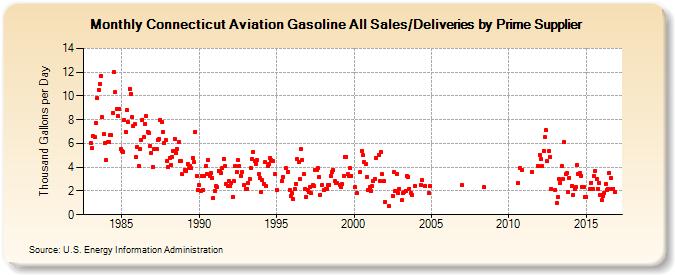 Monthly Connecticut Aviation Gasoline All Sales/Deliveries by Prime Supplier
Thousand Gallons per Day
14
12
10
8
6
4
2
0
1985 1990 1995 2000 2005 2010 2015
Source: U.S. Energy Information Administration